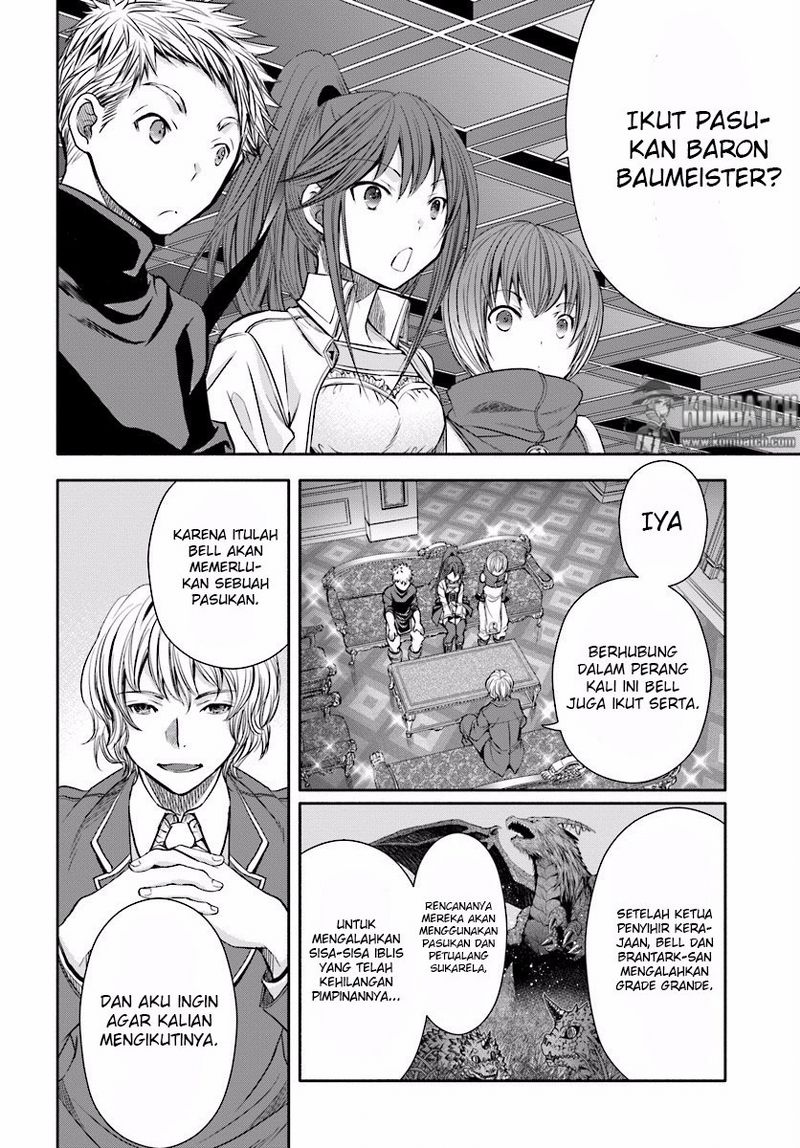 IKUT PASU-
KAN BARON
BAUMEISTER?
KOMBATCH
www.kombatch.com
IYA
BERHUBUNG
DALAM PERANG
KALI INI BELL
JUGA IKUT SERTA.
KARENA ITULAH
BELL AKAN
MEMERLU-
KAN SEBUAH
PASUKAN.
SETELAH KETUA
PENYIHIR KERA-
JAAN, BELL DAN
BRANTARK-SAN
MENGALAHKAN
GRADE GRANDE.
RENCANANYA
MEREKA AKAN
MENGGUNAKAN
PASUKAN DAN
PETUALANG
SUKARELA,
UNTUK
MENGALAHKAN
SISA-SISA IBLIS
YANG TELAH
KEHILANGAN
PIMPINANNYA...
DAN AKU INGIN
AGAR KALIAN
MENGIKUTINYA.